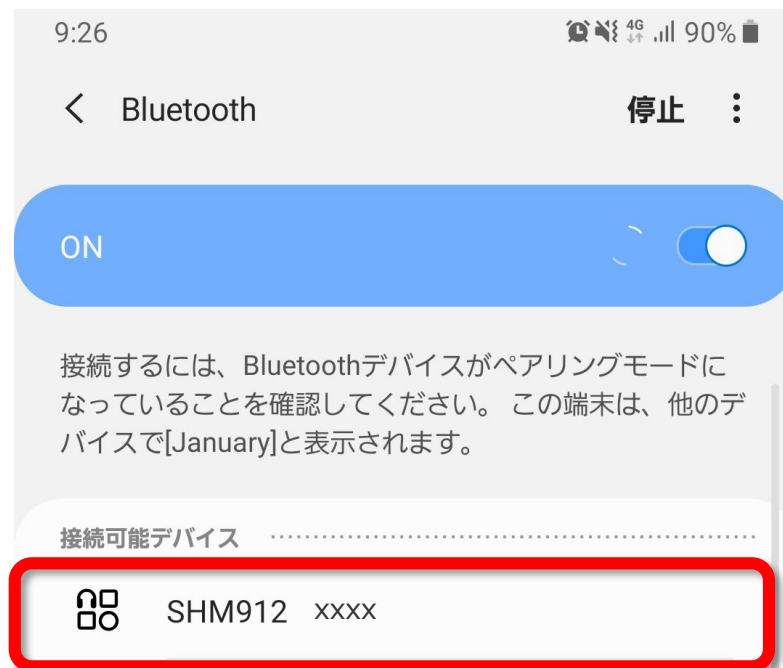 9:26 4G 90%
Bluetooth 停止
ON
接続するには、Bluetoothデバイスがペアリングモードに
なっていることを確認してください。 この端末は、他のデ
バイスで[January]と表示されます。
接続可能デバイス
SHM912 xxxx